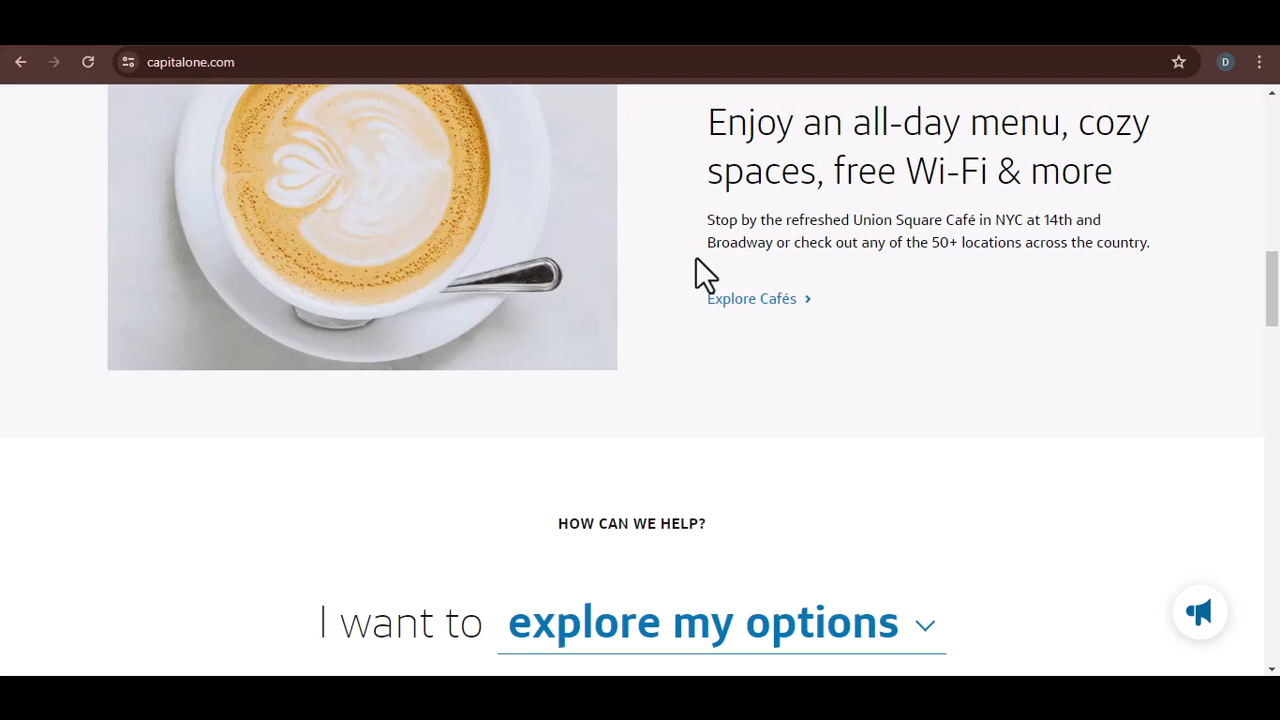 capitalone.com
D
Enjoy an all-day menu, cozy
spaces, free Wi-Fi & more
Stop by the refreshed Union Square Café in NYC at 14th and
Broadway or check out any of the 50+ locations across the country.
Explore Cafés
HOW CAN WE HELP?
I want to explore my options